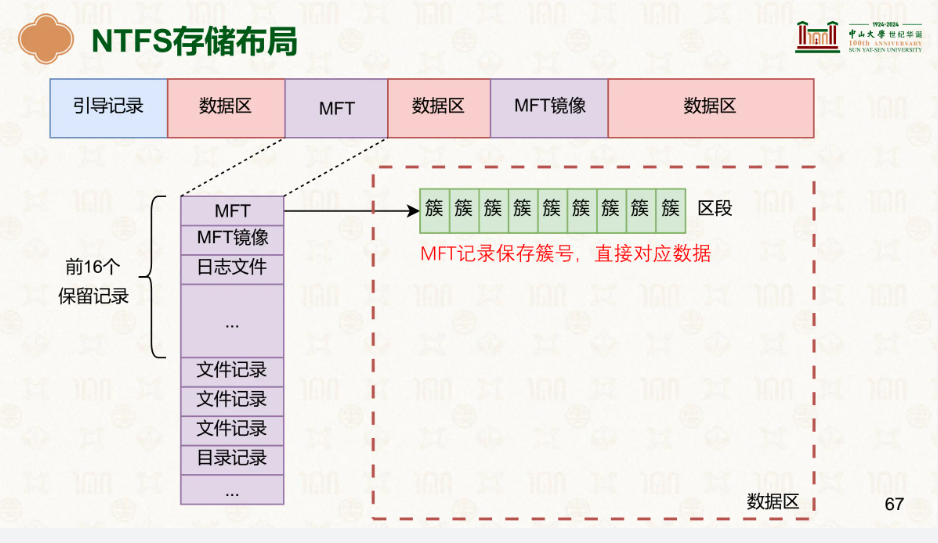 NTFS存储布局
1924-2024
中山大學 世纪华诞
100th ANNIVERSARY
SUN YAT-SEN UNIVERSITY
引导记录 数据区 MFT 数据区 MFT镜像 数据区
MFT
MFT镜像
日志文件
...
文件记录
文件记录
文件记录
目录记录
...
前16个
保留记录
簇 簇 簇 簇 簇 簇 簇 簇 簇 区段
MFT记录保存簇号，直接对应数据
数据区
67